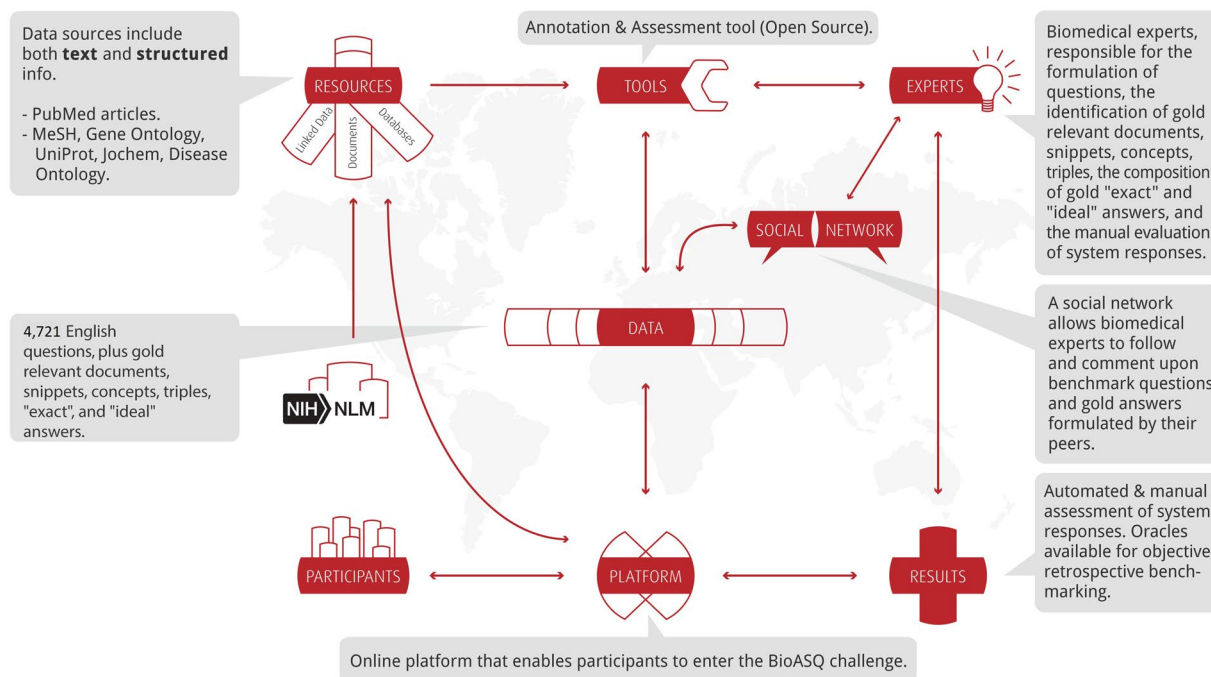 Data sources include
both text and structured
info.
- PubMed articles.
- MeSH, Gene Ontology,
UniProt, Jochem, Disease
Ontology.
RESOURCES
Linked Data
Documents
Databases
Annotation & Assessment tool (Open Source).
TOOLS
EXPERTS
Biomedical experts,
responsible for the
formulation of
questions, the
identification of gold
relevant documents,
snippets, concepts,
triples, the composition
of gold "exact" and
"ideal" answers, and
the manual evaluation
of system responses.
SOCIAL NETWORK
A social network
allows biomedical
experts to follow
and comment upon
benchmark questions
and gold answers
formulated by their
peers.
4,721 English
questions, plus gold
relevant documents,
snippets, concepts, triples,
"exact", and "ideal"
answers.
DATA
NIH NLM
PARTICIPANTS
PLATFORM
RESULTS
Automated & manual
assessment of system
responses. Oracles
available for objective
retrospective bench-
marking.
Online platform that enables participants to enter the BioASQ challenge.